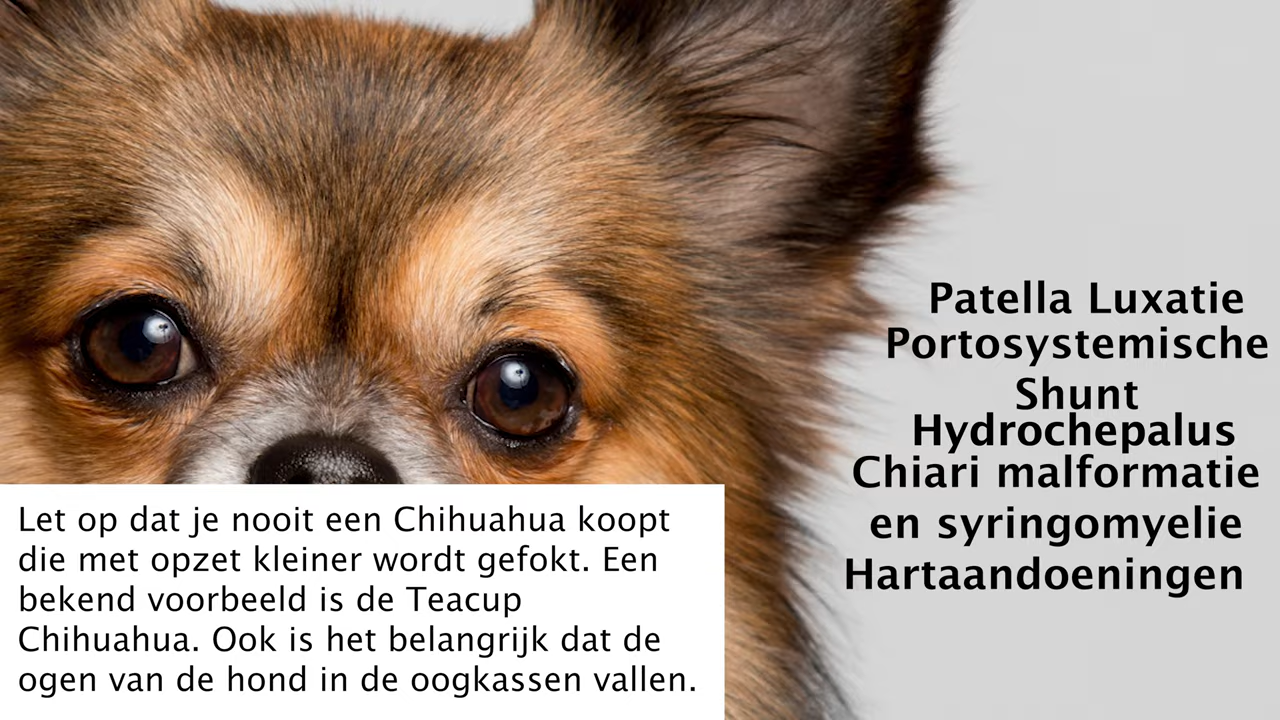 Patella Luxatie
Portosystemische
Shunt
Hydrochepalus
Chiari malformatie
en syringomyelie
Hartaandoeningen
Let op dat je nooit een Chihuahua koopt
die met opzet kleiner wordt gefokt. Een
bekend voorbeeld is de Teacup
Chihuahua. Ook is het belangrijk dat de
ogen van de hond in de oogkassen vallen.